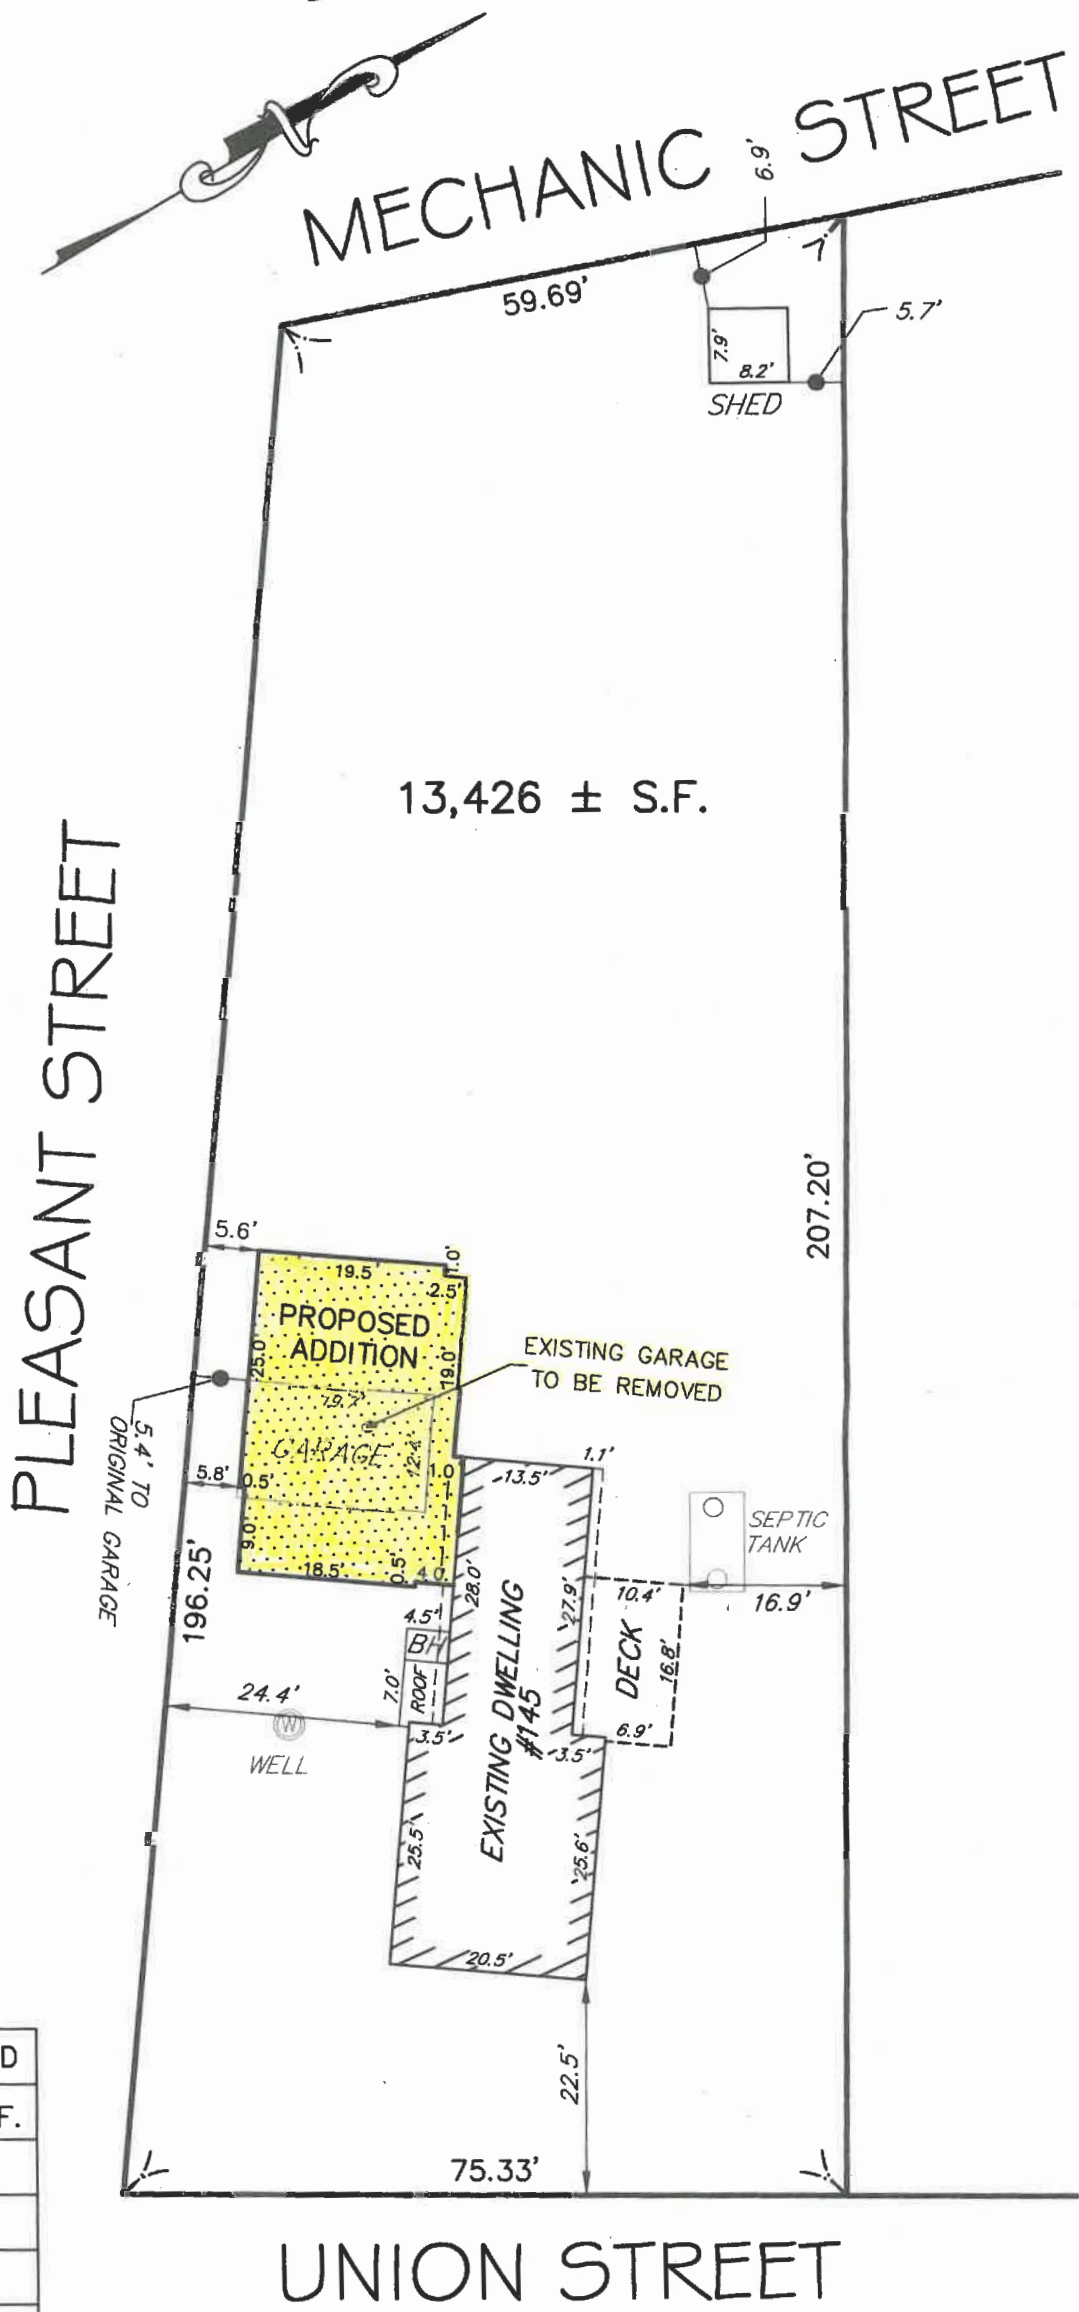 MECHANIC STREET
6.9'
59.69'
5.7'
7.9'
8.2'
SHED
13,426 ± S.F.
PLEASANT STREET
207.20'
5.6'
19.5'
1.0'
2.5'
PROPOSED
ADDITION
25.0'
19.0'
EXISTING GARAGE
TO BE REMOVED
19.7'
GARAGE
12.4'
5.4' TO
ORIGINAL GARAGE
5.8'
0.5'
1.0
1.1'
13.5'
9.0'
18.5'
0.5'
4.0'
SEPTIC
TANK
196.25'
28.0'
27.9'
10.4'
16.9'
4.5'
BH
ROOF
7.0'
DECK
16.8'
24.4'
W
WELL
3.5'
EXISTING DWELLING
#145
6.9'
3.5'
25.5'
25.6'
20.5'
22.5'
D
F.
75.33'
UNION STREET